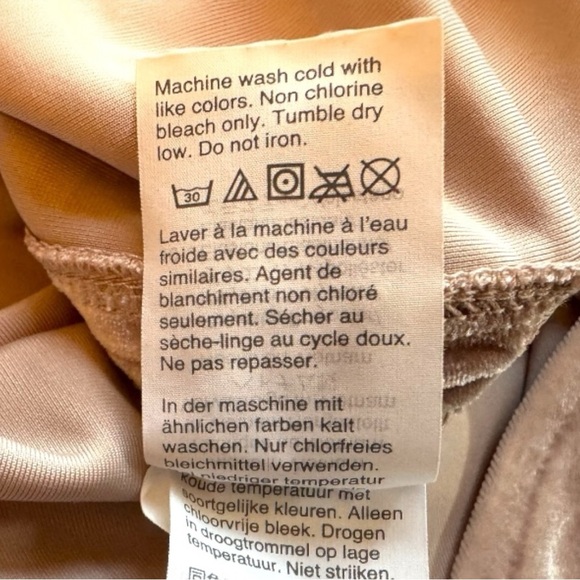 Machine wash cold with
like colors. Non chlorine
bleach only. Tumble dry
low. Do not iron.
30
Laver à la machine à l'eau
froide avec des couleurs
similaires. Agent de
blanchiment non chloré
seulement. Sécher au
sèche-linge au cycle doux.
Ne pas repasser.
In der maschine mit
ähnlichen farben kalt
waschen. Nur chlorfreies
bleichmittel verwenden.
niedriger temperatur
Koude temperatuur met
soortgelijke kleuren. Alleen
chloorvrije bleek. Drogen
in droogtrommel op lage
temperatuur. Niet strijken.